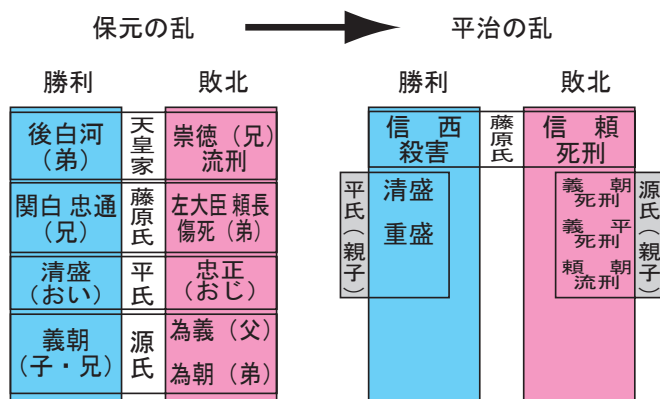 保元の乱
平治の乱
勝利
敗北
後白河
(弟)
天皇家
崇徳(兄)
流刑
関白 忠通
(兄)
藤原氏
左大臣 頼長
傷死(弟)
清盛
(おい)
平氏
忠正
(おじ)
義朝
(子・兄)
源氏
為義(父)
為朝(弟)
勝利
敗北
信西
殺害
藤原氏
信頼
死刑
平氏(親子)
清盛
重盛
義朝
死刑
義平
死刑
頼朝
流刑
源氏(親子)